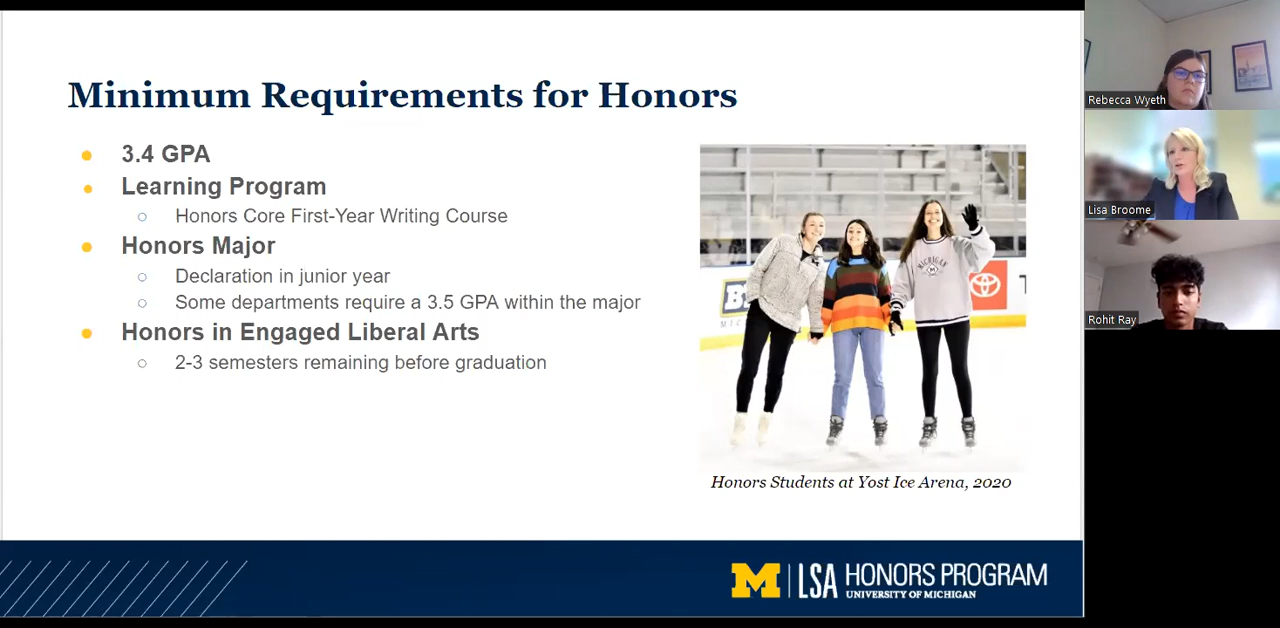 Minimum Requirements for Honors
3.4 GPA
Learning Program
Honors Core First-Year Writing Course
Honors Major
Declaration in junior year
Some departments require a 3.5 GPA within the major
Honors in Engaged Liberal Arts
2-3 semesters remaining before graduation
MICHIGAN
M
TOYOTA
Honors Students at Yost Ice Arena, 2020
M | LSA HONORS PROGRAM
UNIVERSITY OF MICHIGAN
Rebecca Wyeth
Lisa Broome
Rohit Ray